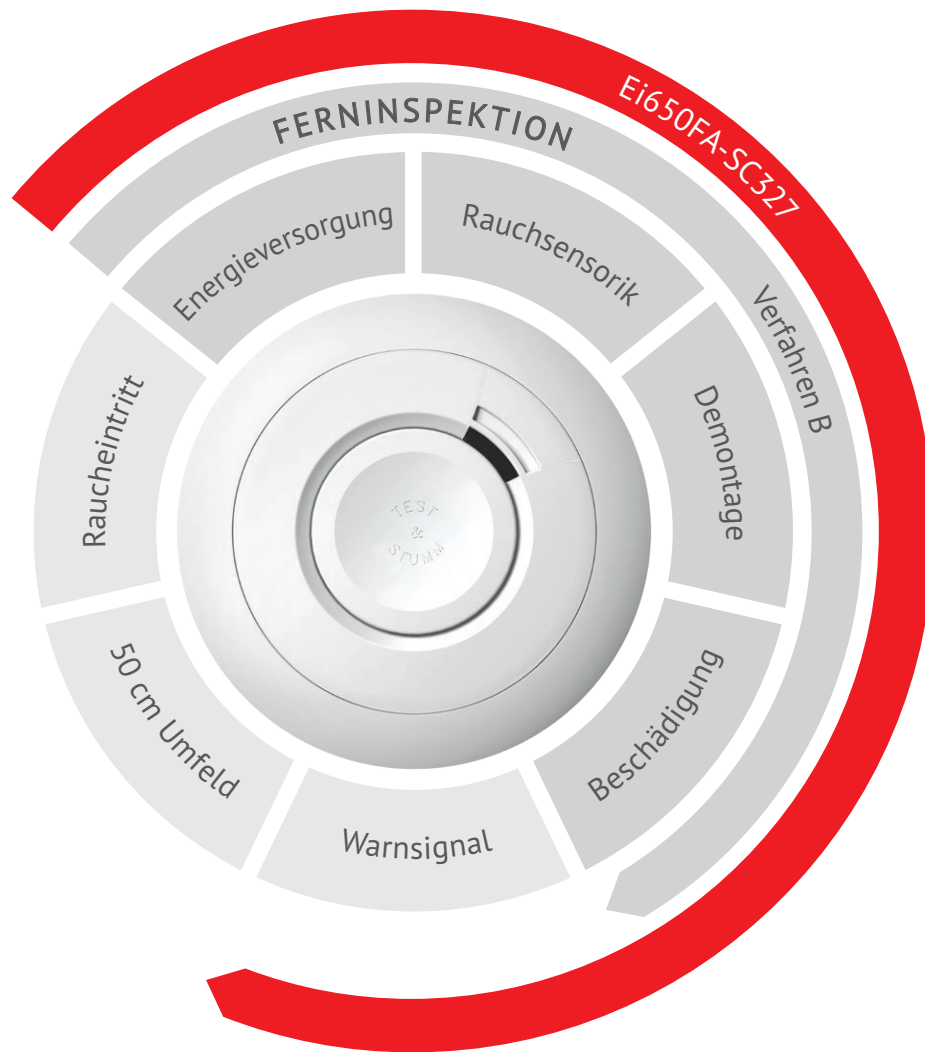 Ei650FA-SC327
FERNINSPEKTION
Verfahren B
Energieversorgung
Rauchsensorik
Demontage
Beschädigung
Warnsignal
50 cm Umfeld
Raucheintritt
TEST
&
STUMM